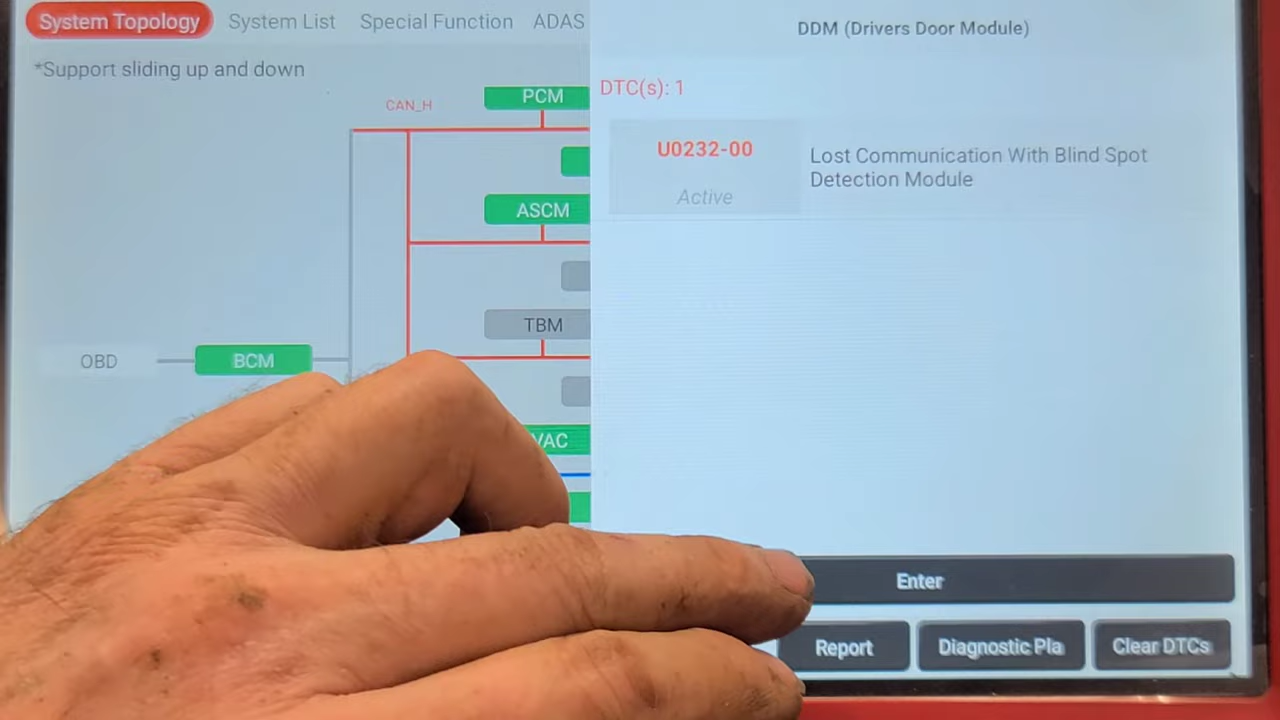 System Topology
System List
Special Function
ADAS
*Support sliding up and down
CAN_H
PCM
ASCM
TBM
OBD
BCM
VAC
DDM (Drivers Door Module)
DTC(s): 1
U0232-00
Active
Lost Communication With Blind Spot
Detection Module
Enter
Report
Diagnostic Pla
Clear DTCs